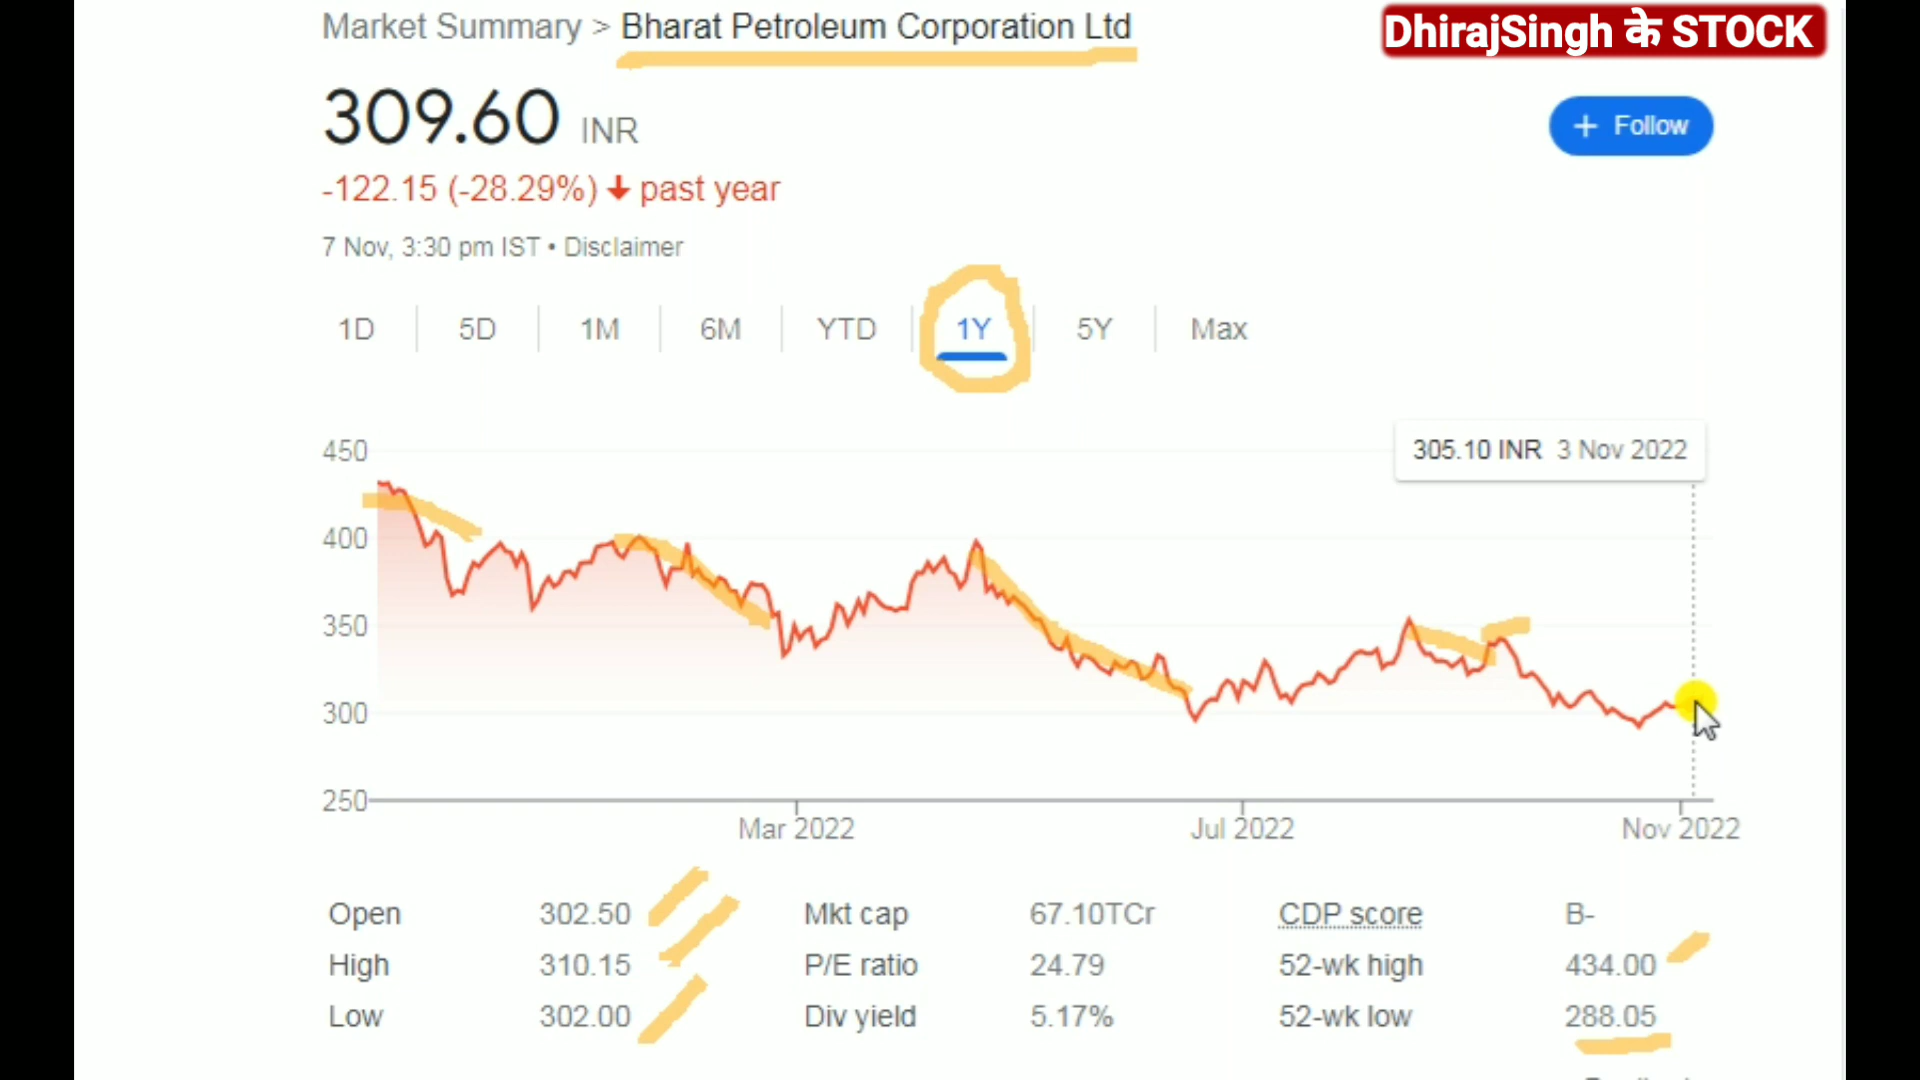 Market Summary > Bharat Petroleum Corporation Ltd
DhirajSingh के STOCK
309.60 INR
+ Follow
-122.15 (-28.29%) ↓ past year
7 Nov, 3:30 pm IST • Disclaimer
1D 5D 1M 6M YTD 1Y 5Y Max
305.10 INR 3 Nov 2022
450
400
350
300
250
Mar 2022 Jul 2022 Nov 2022
Open 302.50 Mkt cap 67.10TCr CDP score B-
High 310.15 P/E ratio 24.79 52-wk high 434.00
Low 302.00 Div yield 5.17% 52-wk low 288.05